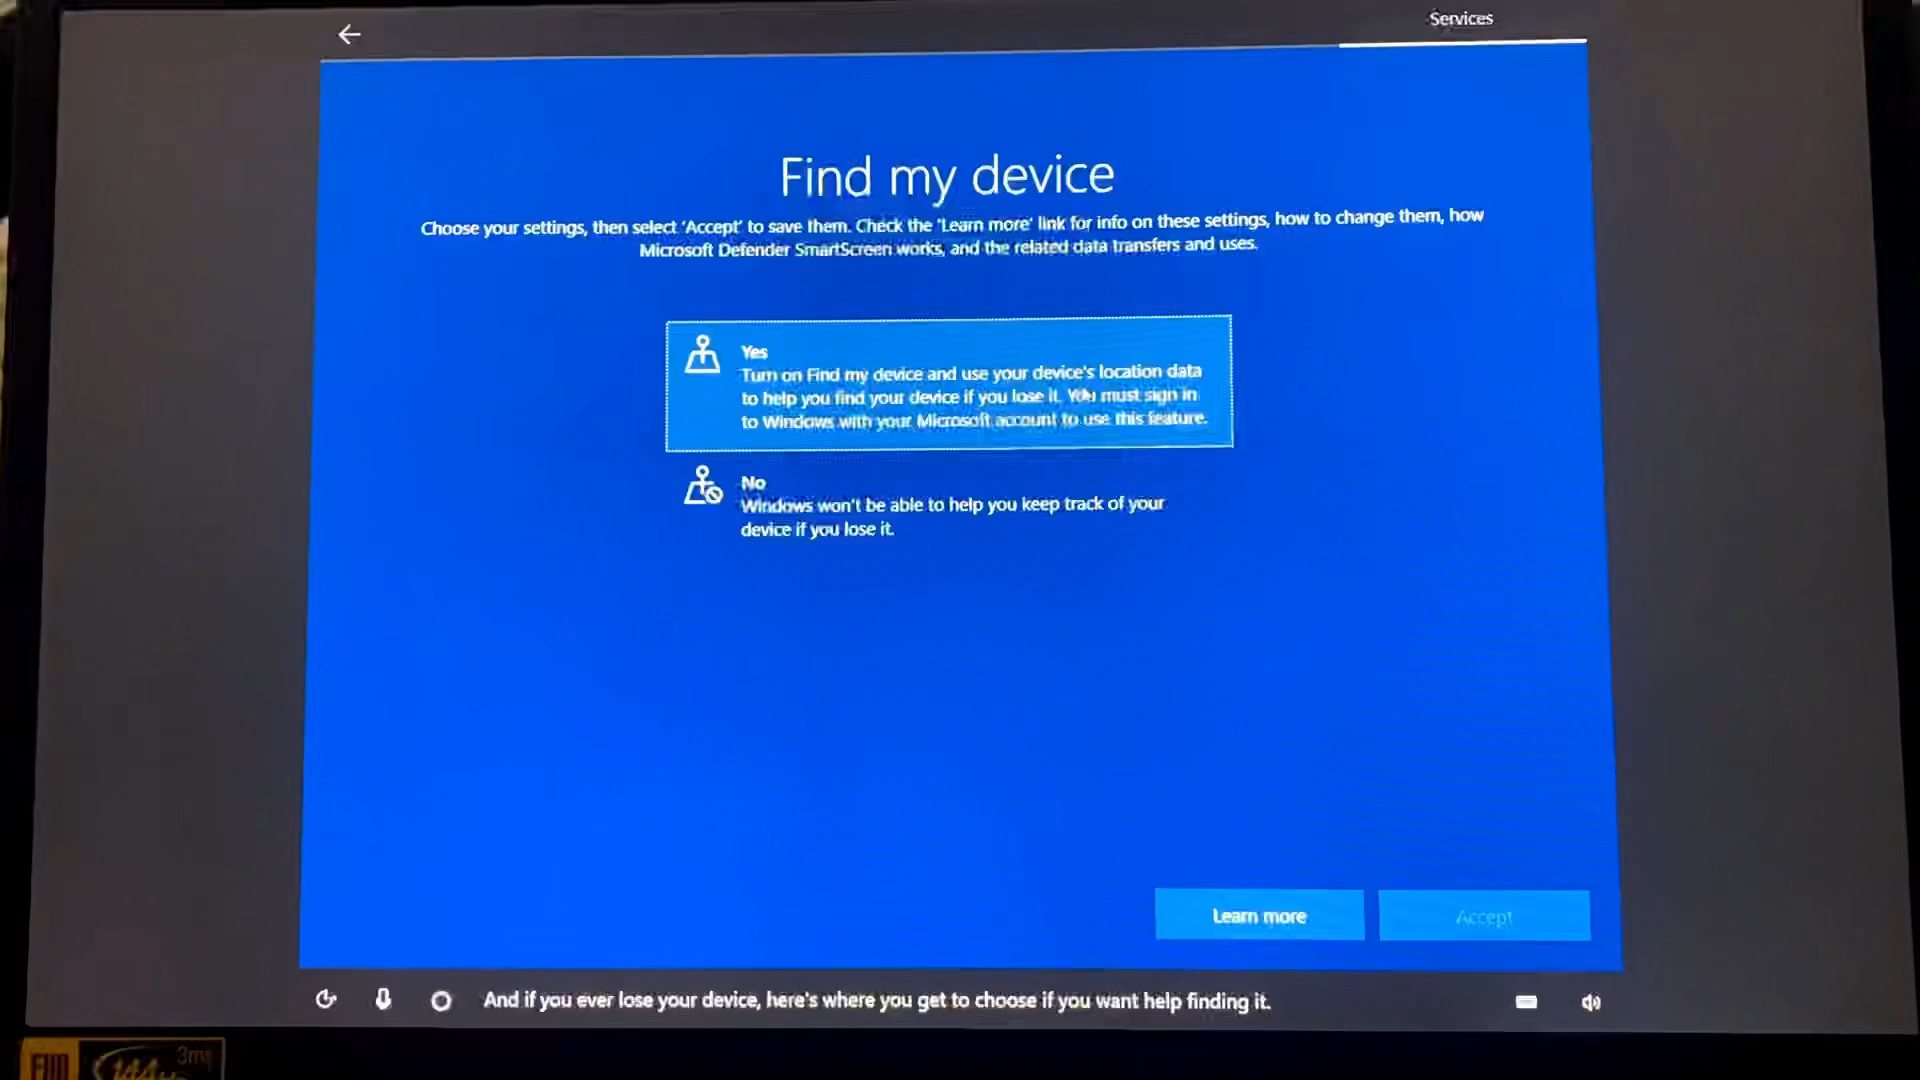 Services
Find my device
Choose your settings, then select 'Accept' to save them. Check the 'Learn more' link for info on these settings, how to change them, how
Microsoft Defender SmartScreen works, and the related data transfers and uses.
Yes
Turn on Find my device and use your device's location data
to help you find your device if you lose it. You must sign in
to Windows with your Microsoft account to use this feature.
No
Windows won't be able to help you keep track of your
device if you lose it.
Learn more
Accept
And if you ever lose your device, here's where you get to choose if you want help finding it.